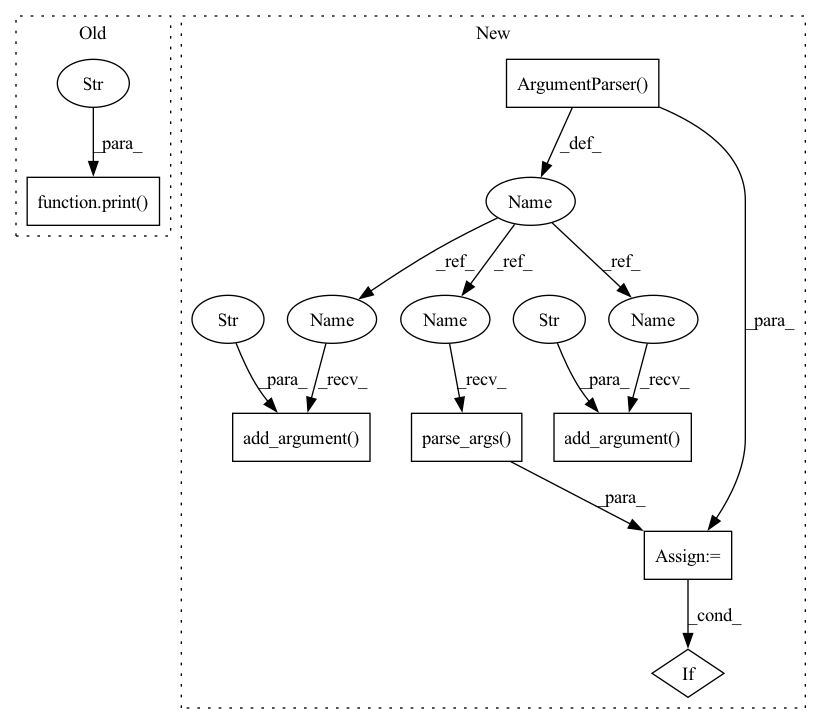 Old
New
Str
ArgumentParser()
_para_
_def_
function.print()
Name
_ref_
_ref_
_ref_
Str
Name
Name
Str
Name
_para_
_para_
_recv_
_recv_
_para_
_recv_
add_argument()
parse_args()
add_argument()
_para_
Assign:=
_cond_
If